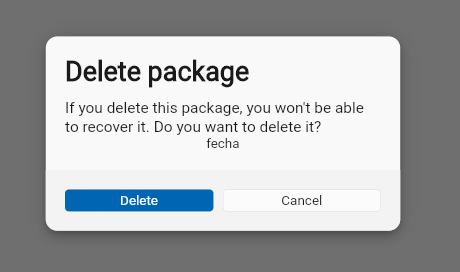 Delete package
If you delete this package, you won't be able
to recover it. Do you want to delete it?
fecha
Delete
Cancel